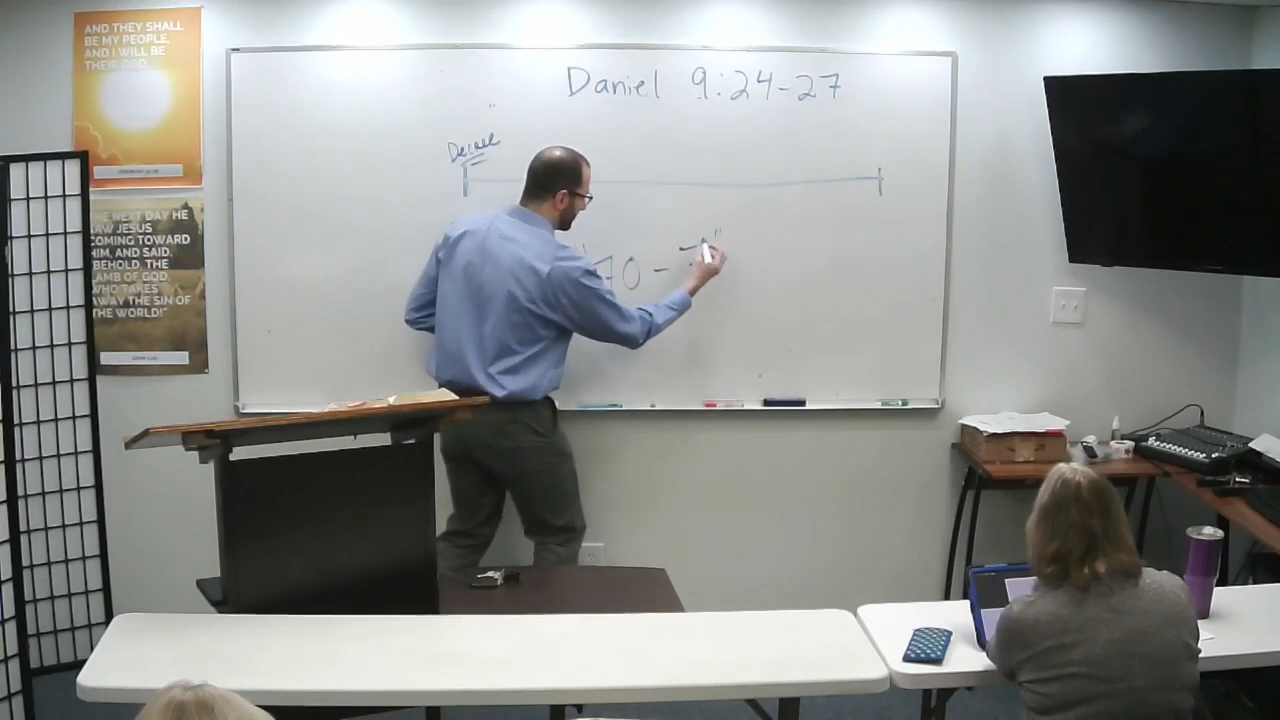 AND THEY SHALL
BE MY PEOPLE,
AND I WILL BE
THEIR GOD.
THE NEXT DAY HE
SAW JESUS
COMING TOWARD
HIM, AND SAID,
"BEHOLD, THE
LAMB OF GOD,
WHO TAKES
AWAY THE SIN OF
THE WORLD!"
Daniel 9:24-27
Decree
"70 - 7"